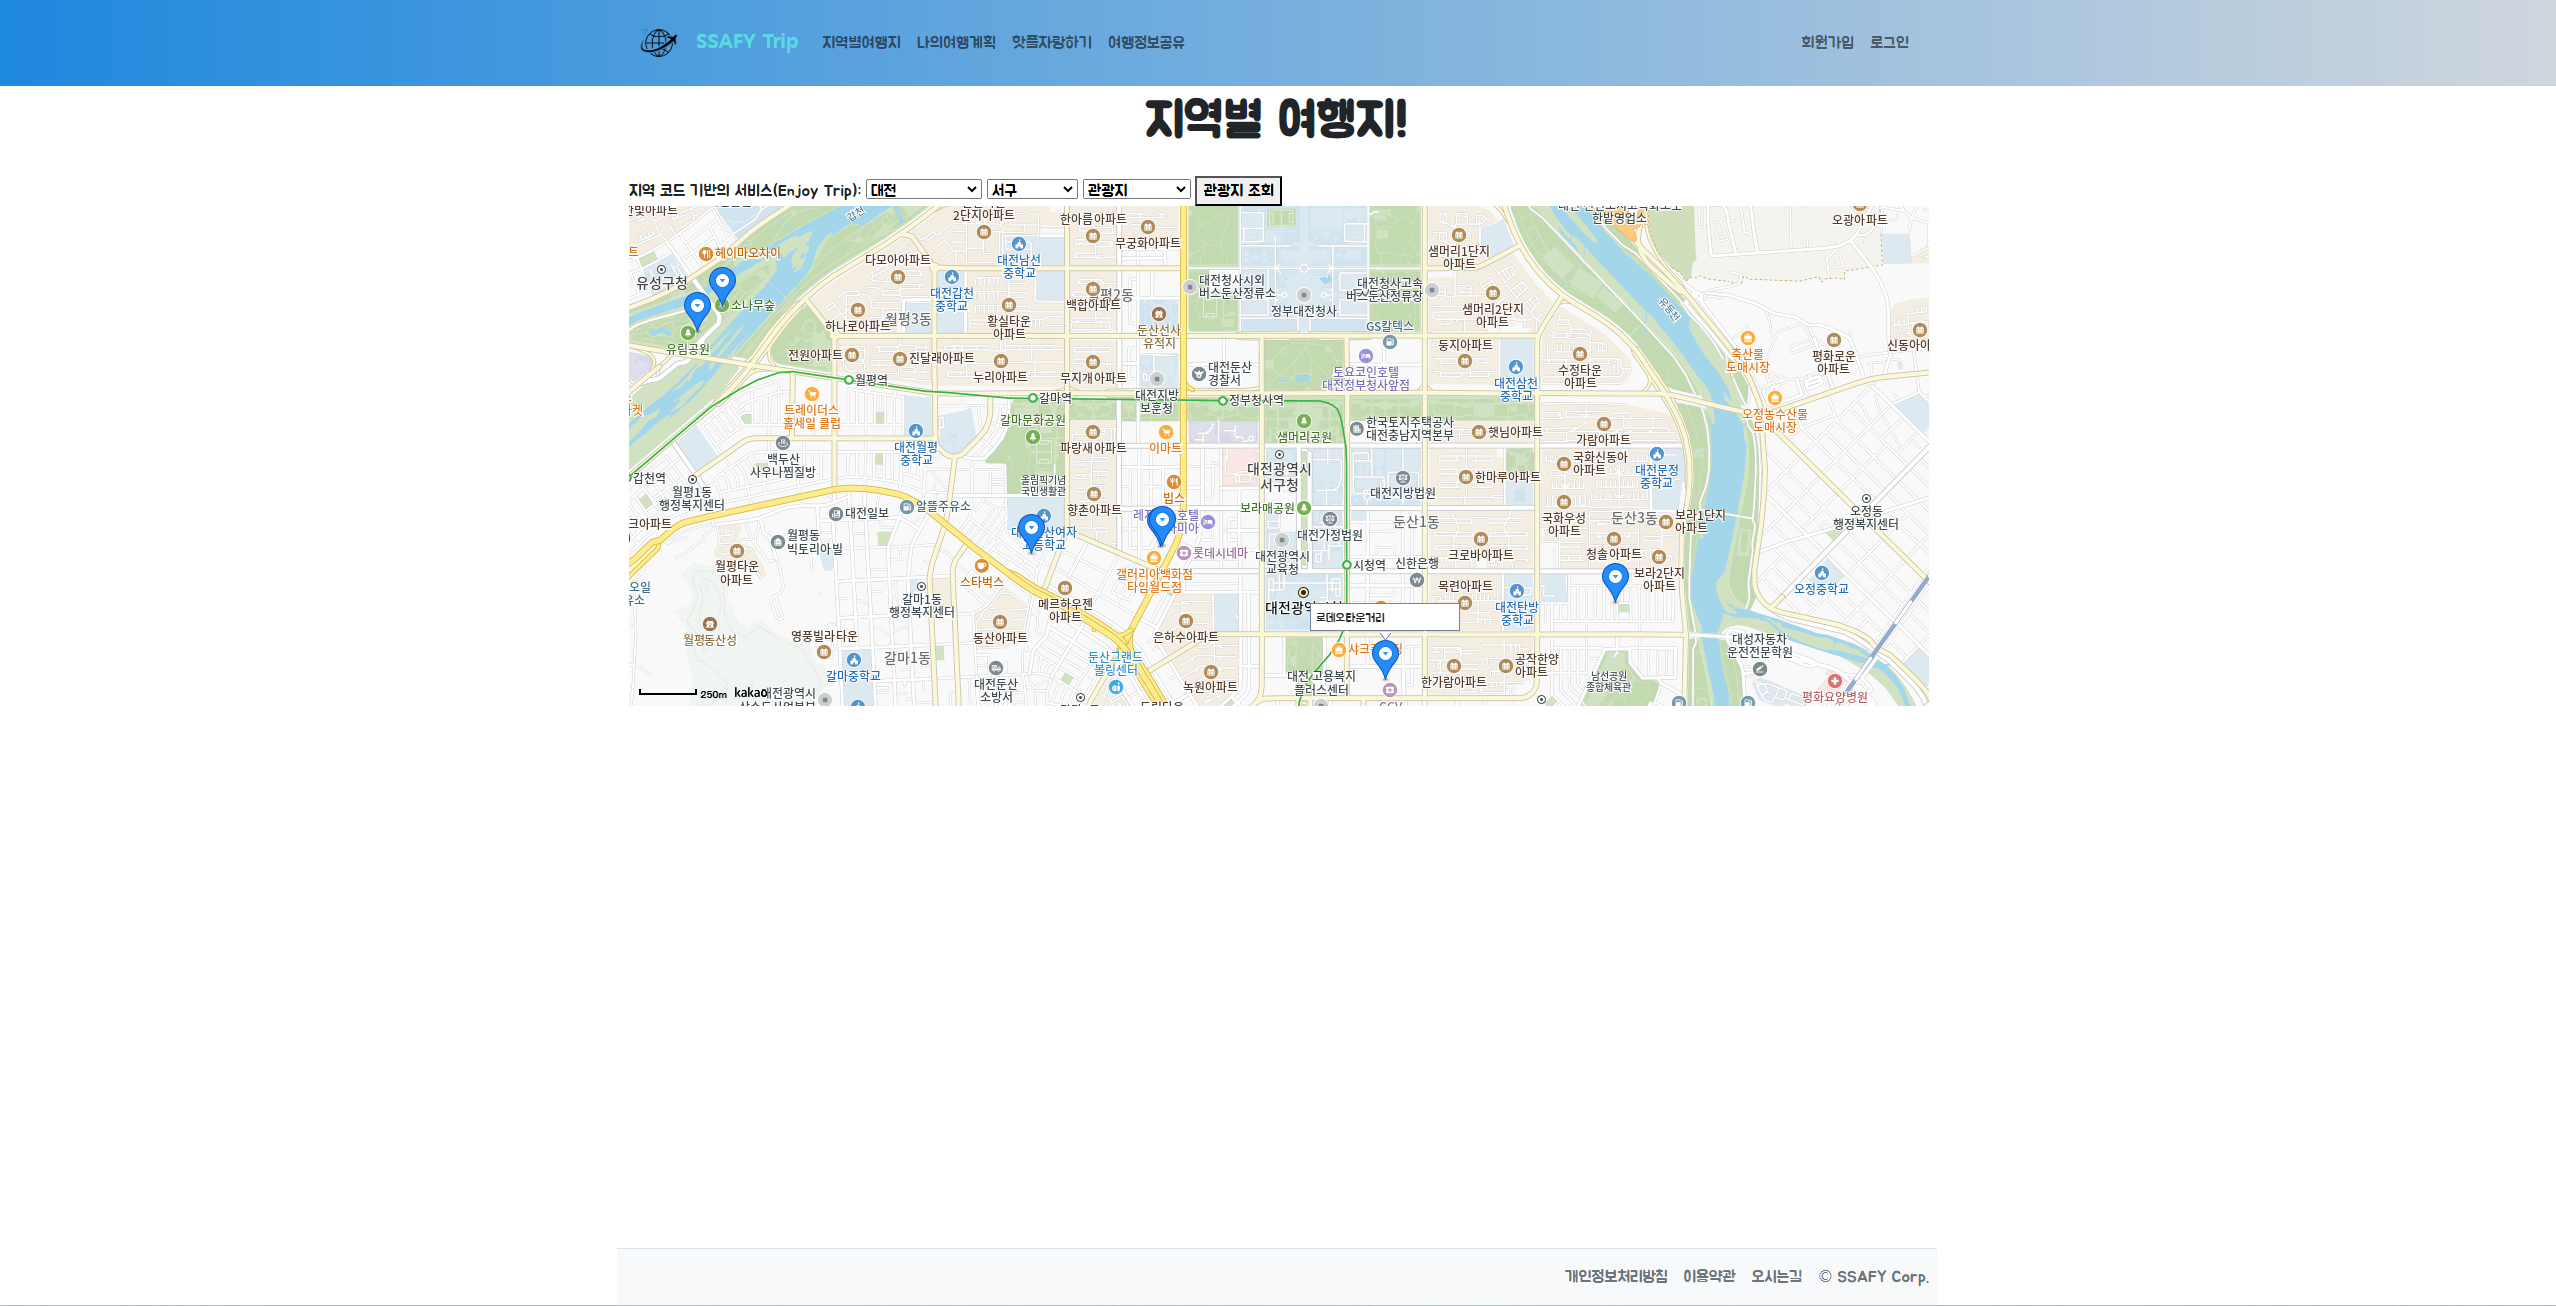 SSAFY Trip 지역별여행지 나의여행계획 핫플자랑하기 여행정보공유 회원가입 로그인
지역별 여행지!
지역 코드 기반의 서비스(Enjoy Trip): 대전 서구 관광지 관광지 조회
2단지아파트
한아름아파트
무궁화아파트
한밭영업소
오광아파트
갑천
헤이마오차이
유성구청
소나무숲
유림공원
다모아아파트
대전남선
중학교
대전갑천
중학교
하나로아파트
월평3동
황실타운
아파트
백합아파트
둔산선사
유적지
대전청사시외
버스둔산정류소
정부대전청사
대전청사고속
버스둔산정류장
GS칼텍스
샘머리1단지
아파트
샘머리2단지
아파트
유등천
축산물
도매시장
평화로운
아파트
전원아파트
진달래아파트
누리아파트
무지개아파트
대전둔산
경찰서
토요코인호텔
대전정부청사앞점
둥지아파트
대전삼천
중학교
수정타운
아파트
월평역
갈마역
대전지방
보훈청
정부청사역
트레이더스
홀세일 클럽
갈마문화공원
샘머리공원
한국토지주택공사
대전충남지역본부
햇님아파트
가람아파트
오정농수산물
도매시장
백두산
사우나찜질방
대전월평
중학교
파랑새아파트
이마트
대전광역시
서구청
국화신동아
아파트
대전문정
중학교
갑천역
월평1동
행정복지센터
올림픽기념
국민생활관
빕스
대전지방법원
한마루아파트
크아파트
대전일보
알뜰주유소
향촌아파트
보라매공원
둔산1동
국화우성
아파트
둔산3동
보라1단지
아파트
오정동
행정복지센터
월평동
빅토리아빌
롯데시네마
대전가정법원
대전광역시
교육청
월평타운
아파트
스타벅스
갤러리아백화점
타임월드점
시청역
신한은행
크로바아파트
청솔아파트
보라2단지
아파트
오정중학교
갈마1동
행정복지센터
메르하우젠
아파트
목련아파트
대전탄방
중학교
로데오타운거리
월평동산성
영풍빌라타운
갈마1동
동산아파트
은하수아파트
대성자동차
운전전문학원
갈마중학교
대전둔산
소방서
둔산그랜드
볼링센터
녹원아파트
대전 고용복지
플러스센터
한가람아파트
공작한양
아파트
남선공원
종합체육관
평화요양병원
250m kakao
대전광역시
개인정보처리방침 이용약관 오시는길 © SSAFY Corp.